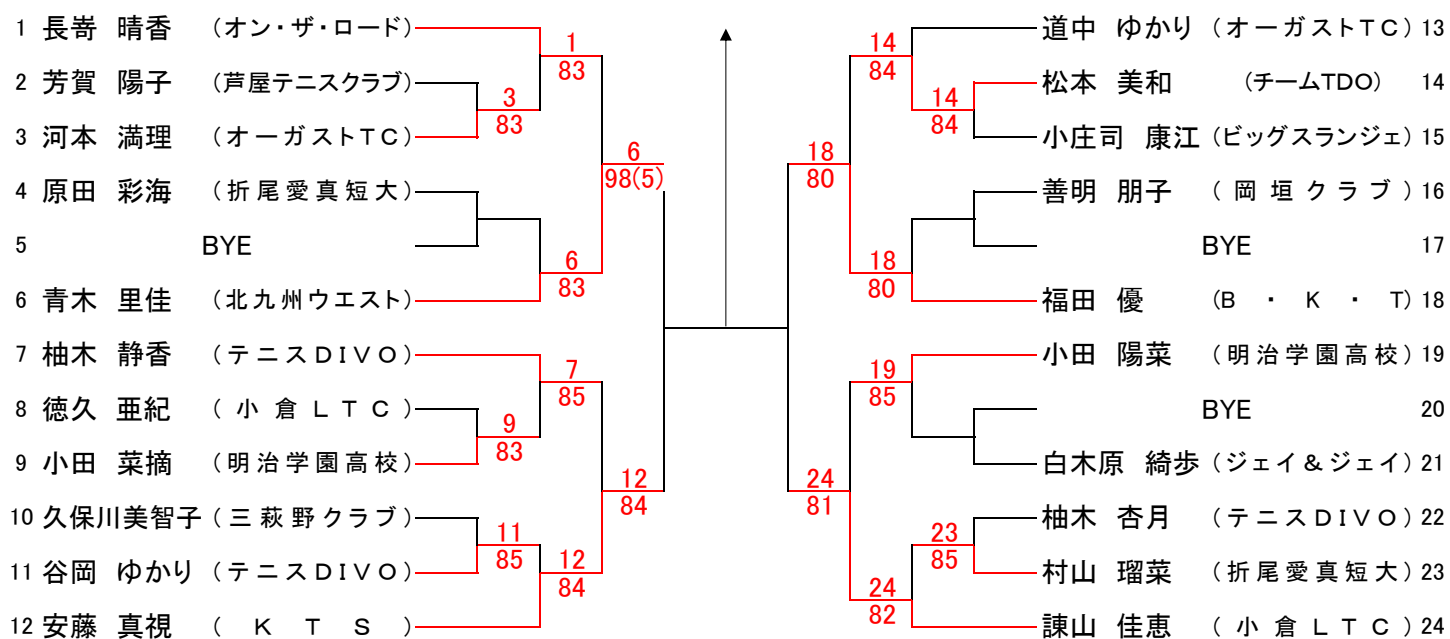 1 長嵜 晴香 (オン・ザ・ロード)
2 芳賀 陽子 (芦屋テニスクラブ)
3 河本 満理 (オーガストTC)
4 原田 彩海 (折尾愛真短大)
5 BYE
6 青木 里佳 (北九州ウエスト)
7 柚木 静香 (テニスDIVO)
8 徳久 亜紀 (小倉LTC)
9 小田 菜摘 (明治学園高校)
10 久保川美智子 (三萩野クラブ)
11 谷岡 ゆかり (テニスDIVO)
12 安藤 真視 (KTS)
1
83
3
83
6
98(5)
6
83
7
85
9
83
12
84
11
85
12
84
14
84
14
84
18
80
18
80
19
85
24
81
23
85
24
82
道中 ゆかり (オーガストTC) 13
松本 美和 (チームTDO) 14
小庄司 康江 (ビッグスランジェ) 15
善明 朋子 (岡垣クラブ) 16
BYE 17
福田 優 (B・K・T) 18
小田 陽菜 (明治学園高校) 19
BYE 20
白木原 綺歩 (ジェイ&ジェイ) 21
柚木 杏月 (テニスDIVO) 22
村山 瑠菜 (折尾愛真短大) 23
諌山 佳恵 (小倉LTC) 24